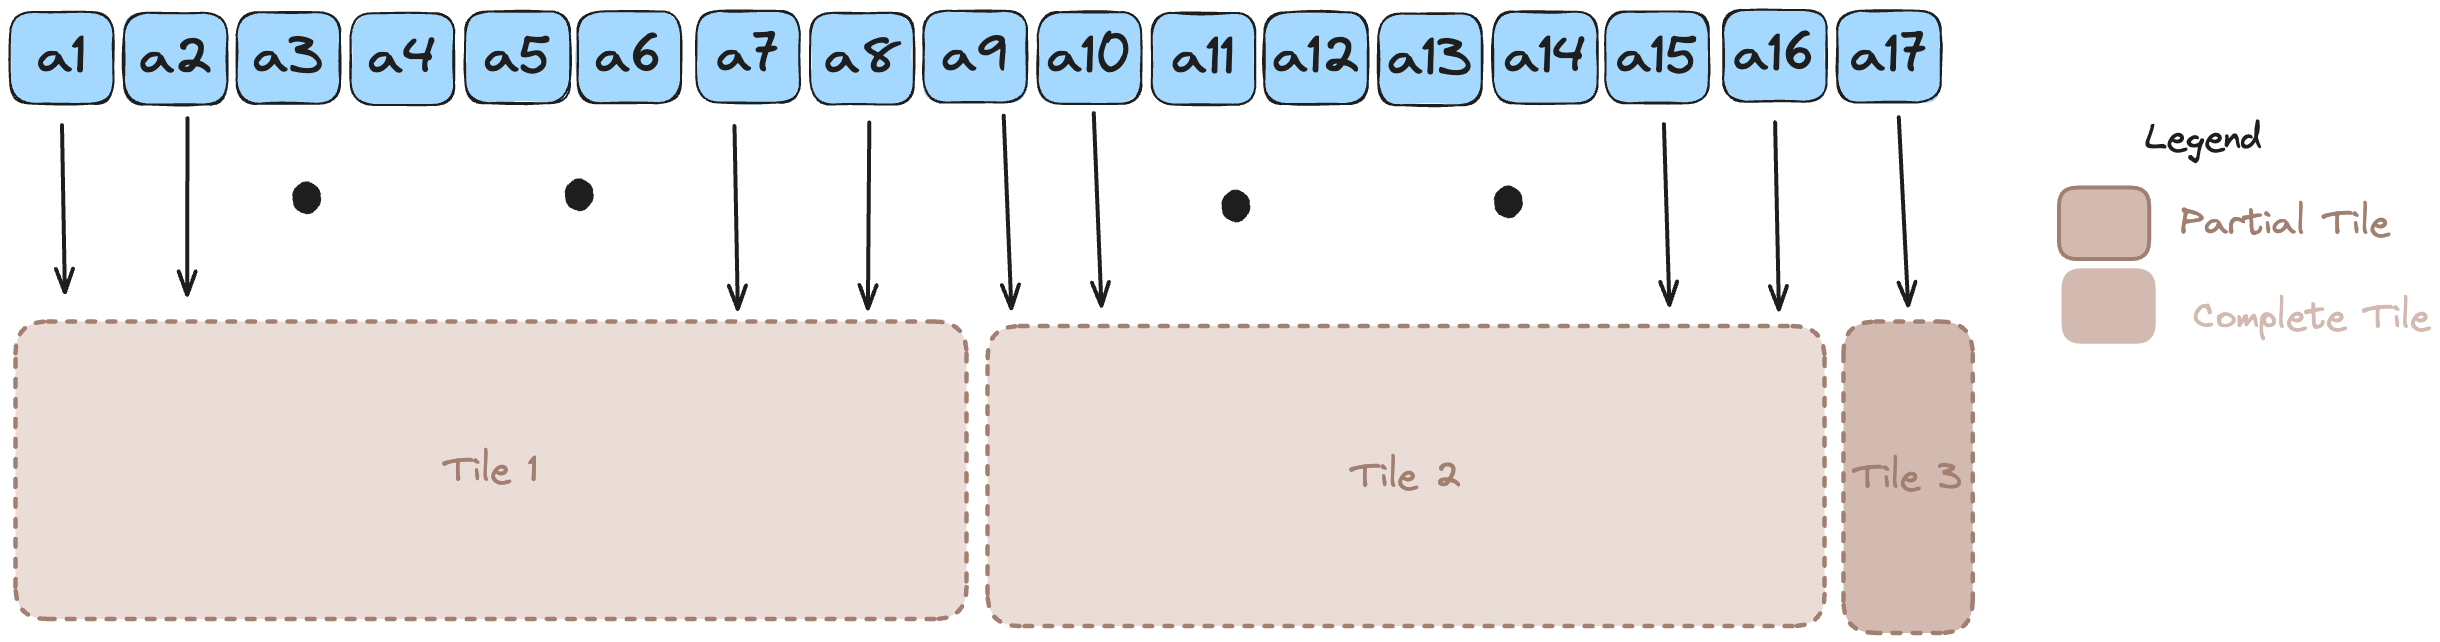 a1 a2 a3 a4 a5 a6 a7 a8 a9 a10 a11 a12 a13 a14 a15 a16 a17
Legend
Partial Tile
Complete Tile
Tile 1
Tile 2
Tile 3